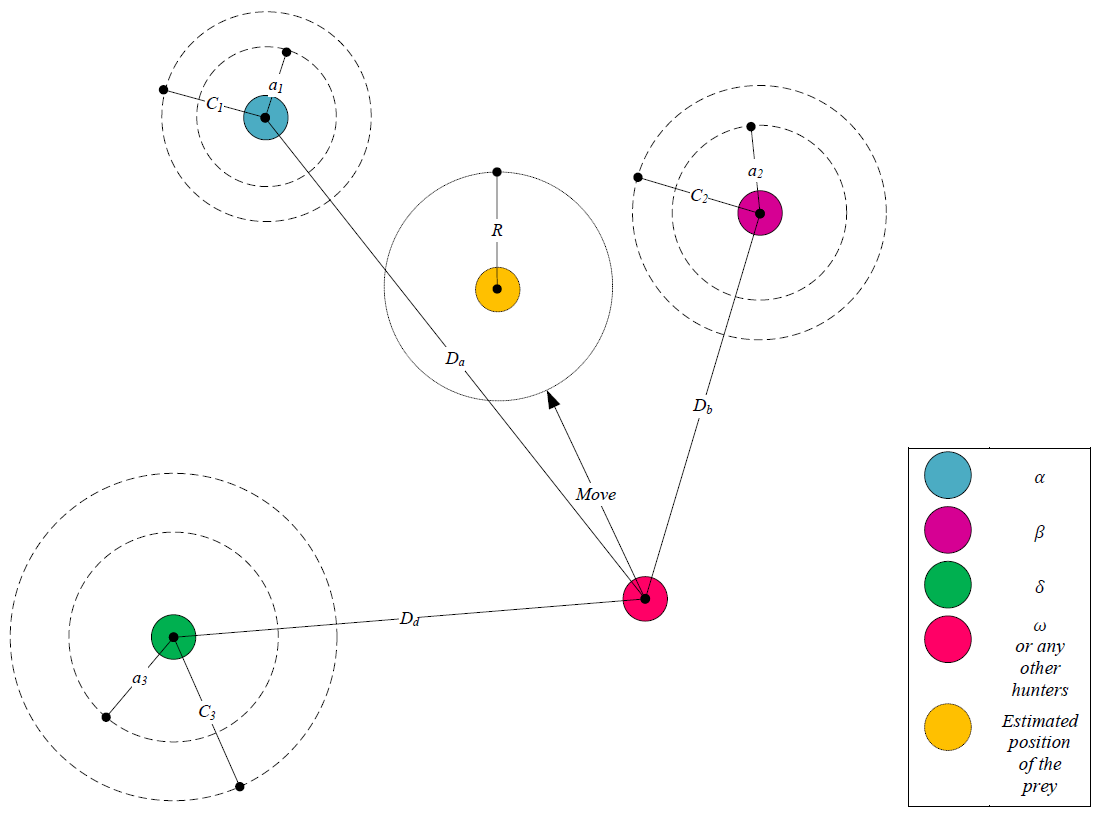 a1
C1
a2
C2
R
Da
Db
Move
Dd
a3
C3
α
β
δ
ω
or any
other
hunters
Estimated
position
of the
prey